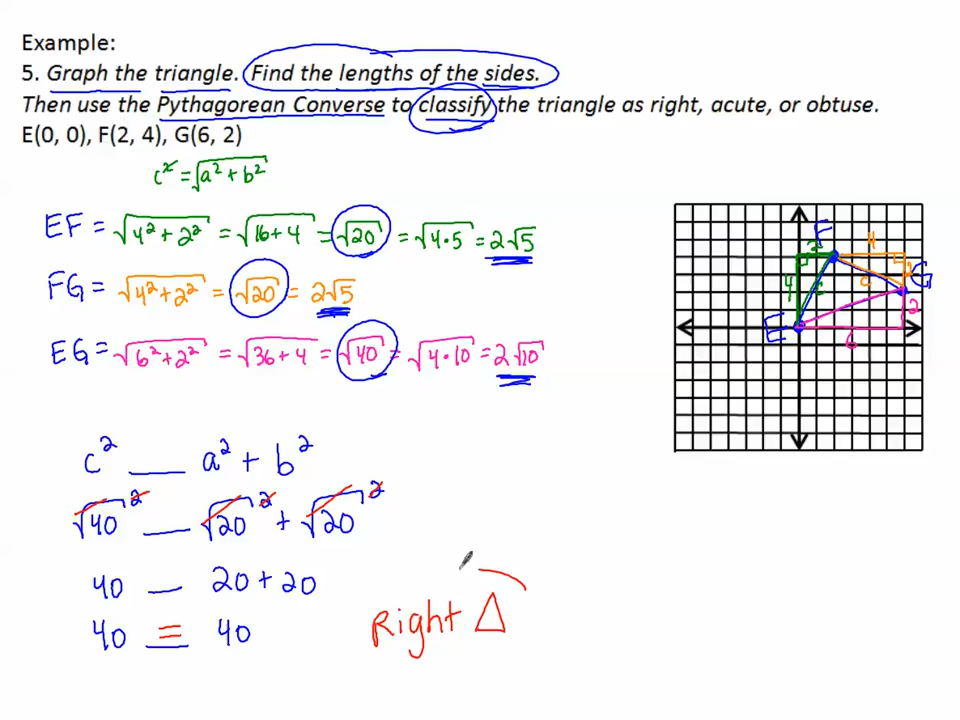 Example:
5. Graph the triangle. Find the lengths of the sides.
Then use the Pythagorean Converse to classify the triangle as right, acute, or obtuse.
E(0, 0), F(2, 4), G(6, 2)
c² = √a² + b²
EF = √4² + 2² = √16 + 4 = √20 = √4·5 = 2√5
FG = √4² + 2² = √20 = 2√5
EG = √6² + 2² = √36 + 4 = √40 = √4·10 = 2√10
F 2 4
4 c c 2 G
E 6 2
c² __ a² + b²
√40² __ √20² + √20²
40 __ 20 + 20
40 = 40
Right Δ